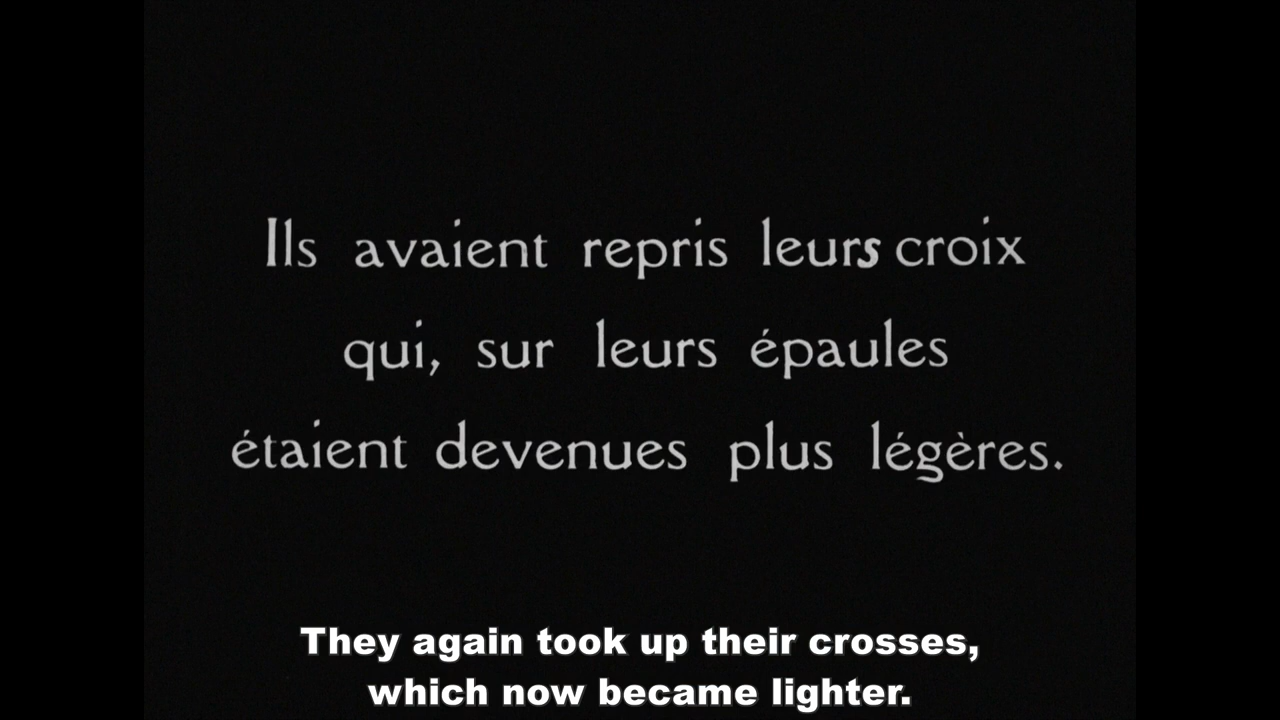 Ils avaient repris leurs croix
qui, sur leurs épaules
étaient devenues plus légères.
They again took up their crosses,
which now became lighter.